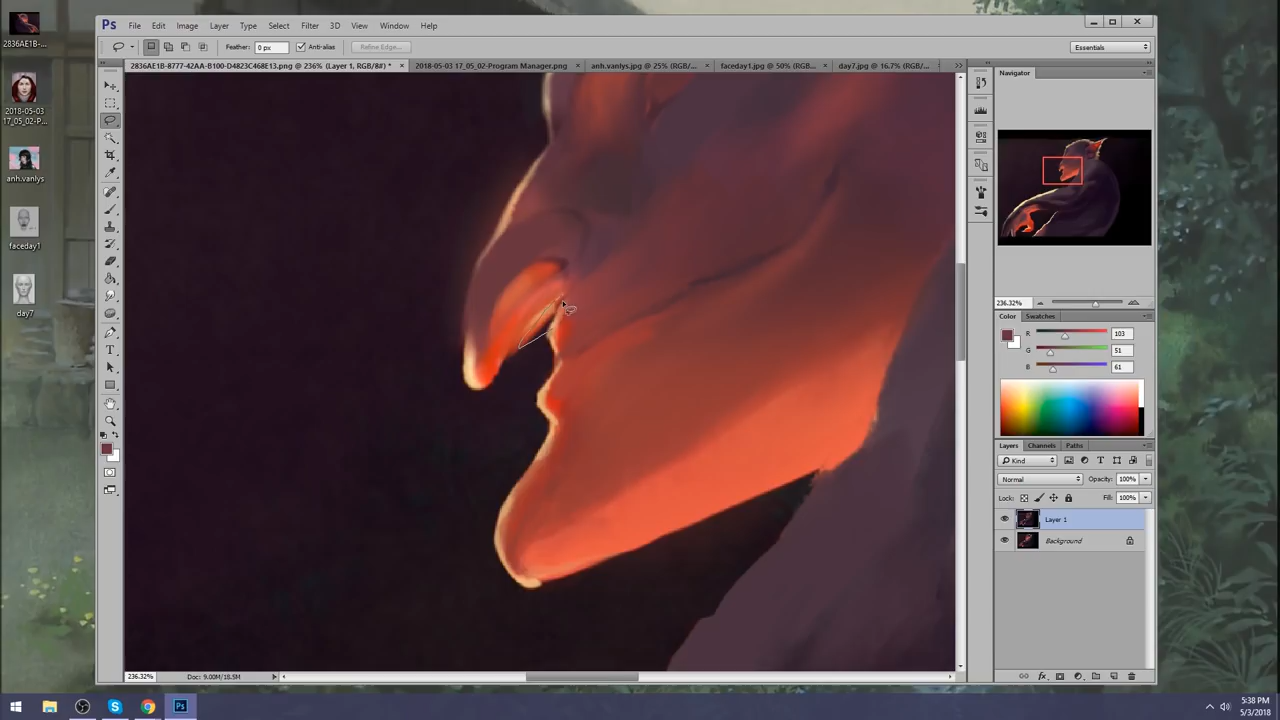 2836AE1B-...
2018-05-03
17_05_02-P...
anh.vanlys
faceday1
day7
Ps File Edit Image Layer Type Select Filter 3D View Window Help
Feather: 0 px Anti-alias Refine Edge... Essentials
2836AE1B-8777-42AA-B100-D4823C468E13.png @ 236% (Layer 1, RGB/8#) * × 2018-05-03 17_05_02-Program Manager.png × anh.vanlys.jpg @ 25% (RGB/... × faceday1.jpg @ 50% (RGB... × day7.jpg @ 16.7% (RGB/... >>
Navigator
236.32%
Color Swatches
R 103
G 51
B 61
Layers Channels Paths
Kind
Normal Opacity: 100%
Lock: Fill: 100%
Layer 1
Background
fx
236.32% Doc: 9.00M/18.5M
Ps
5:38 PM
5/3/2018